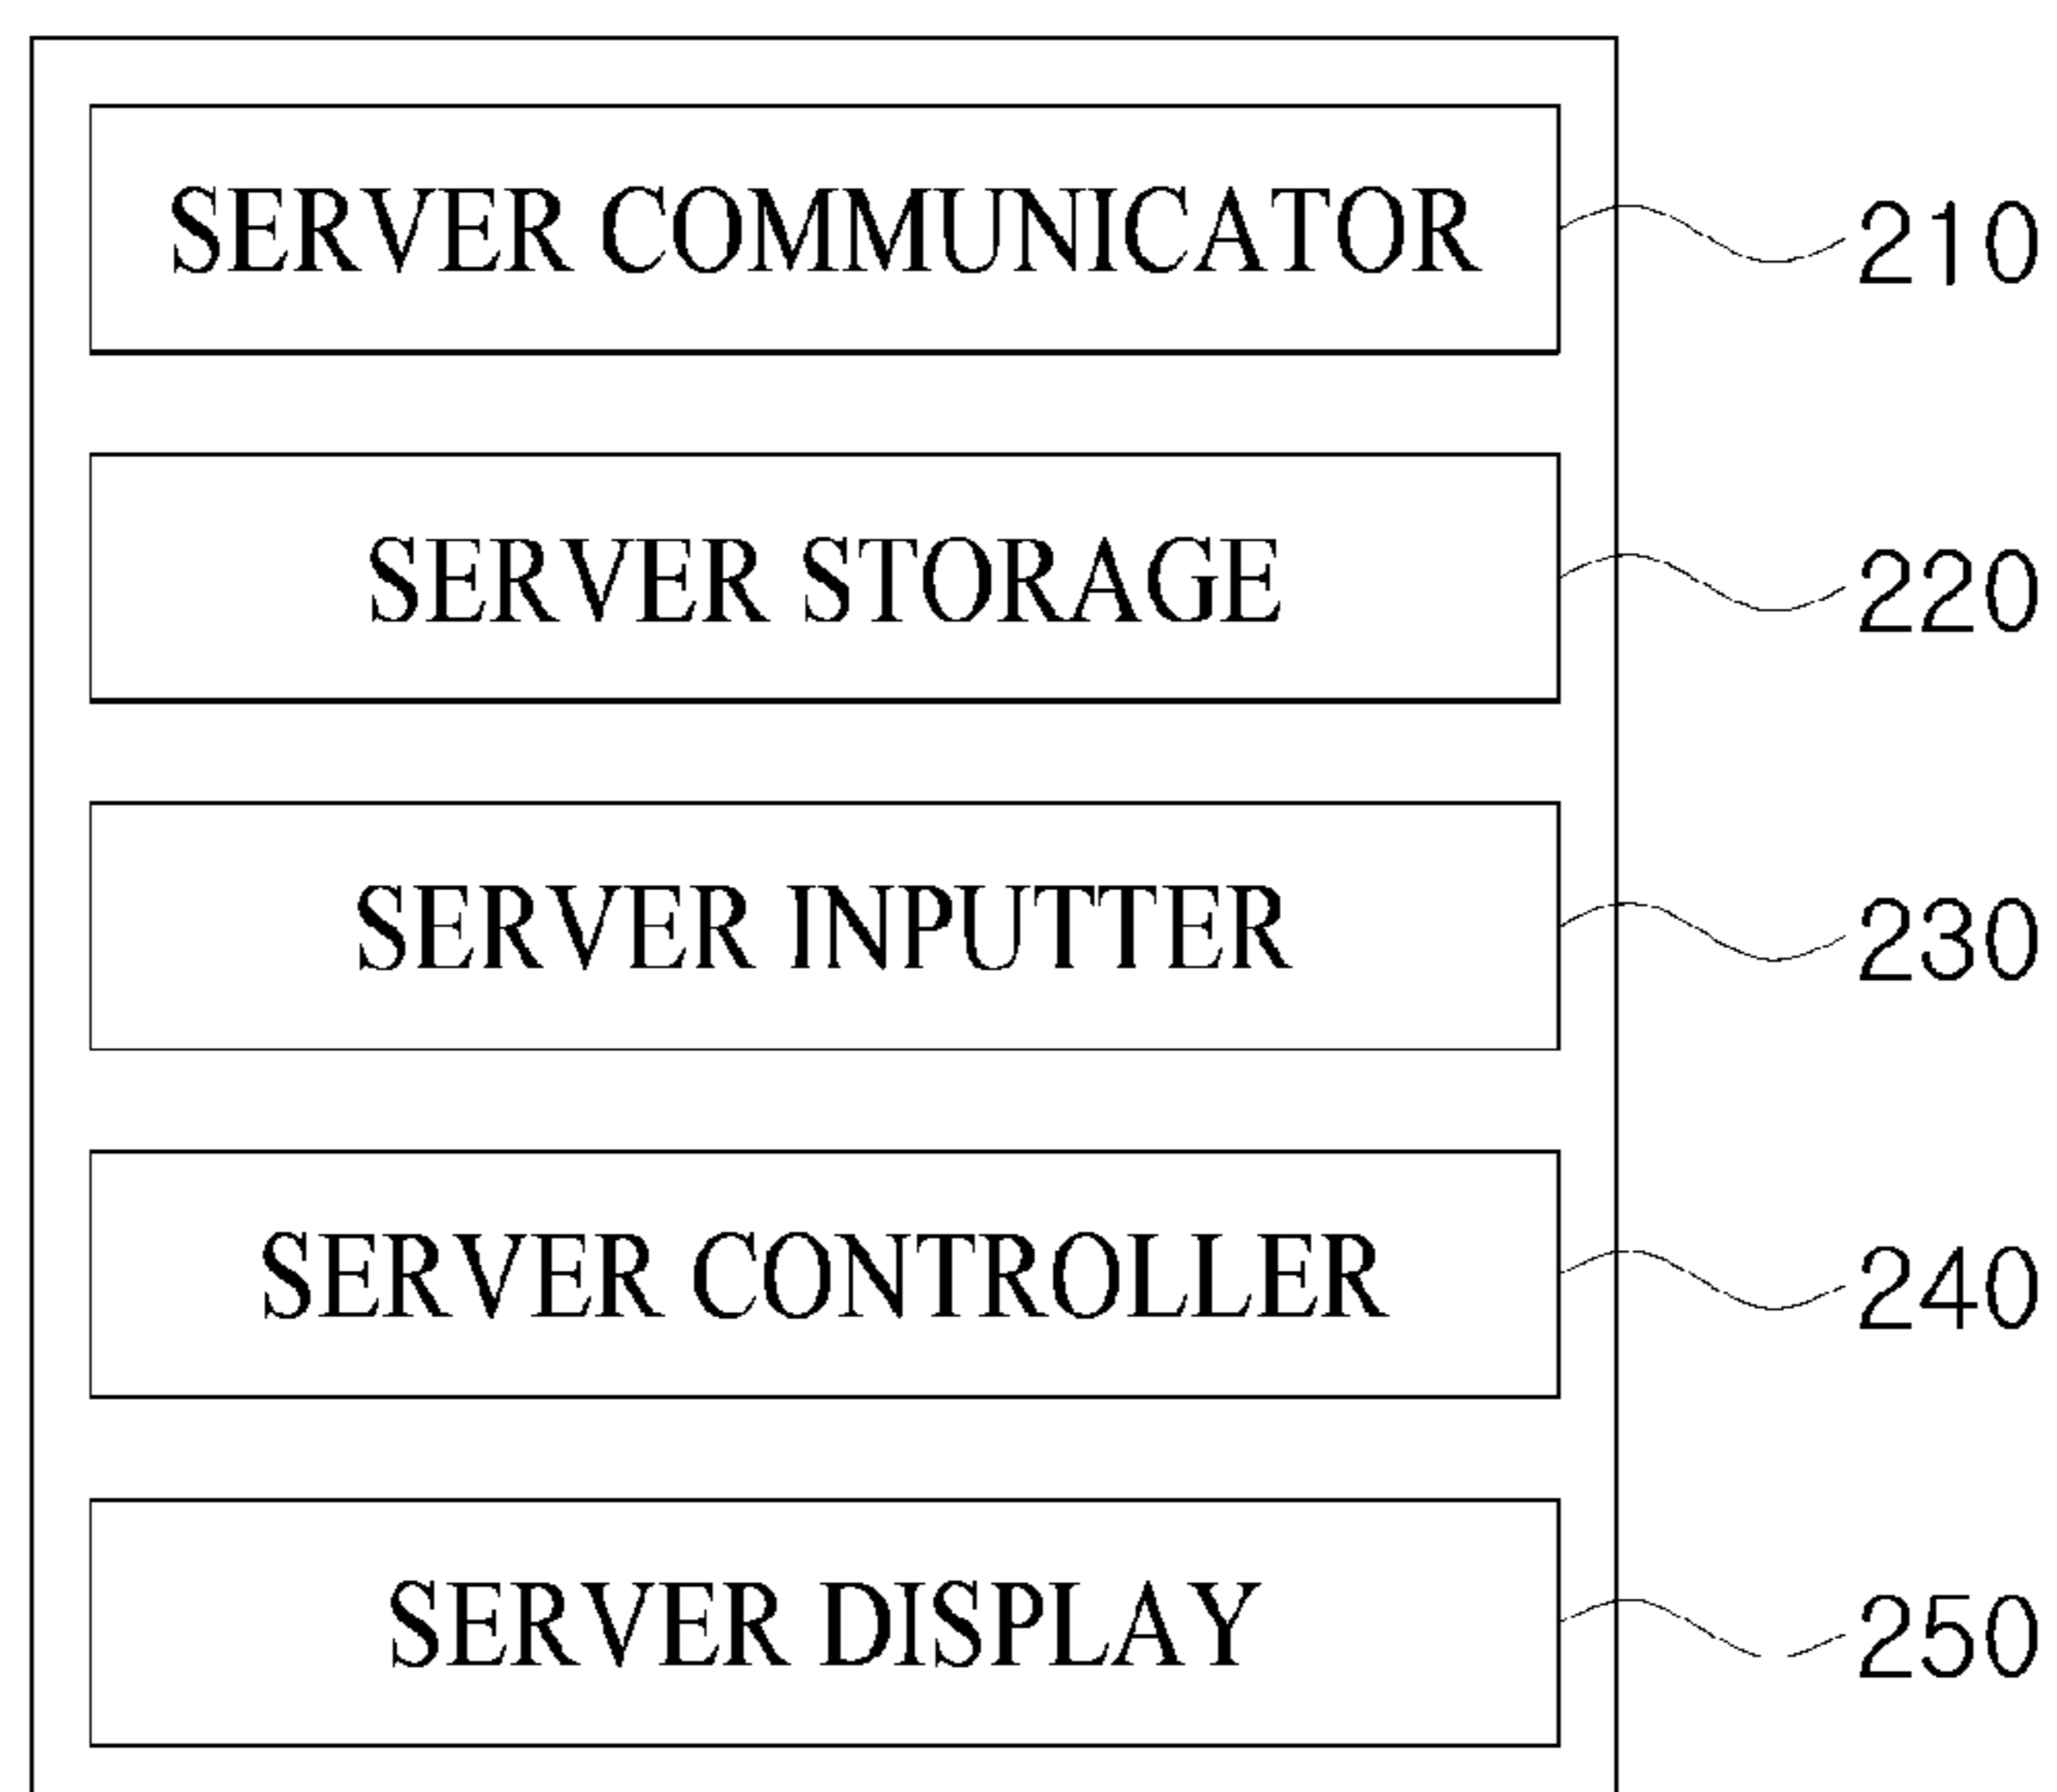 SERVER COMMUNICATOR 210
SERVER STORAGE 220
SERVER INPUTTER 230
SERVER CONTROLLER 240
SERVER DISPLAY 250